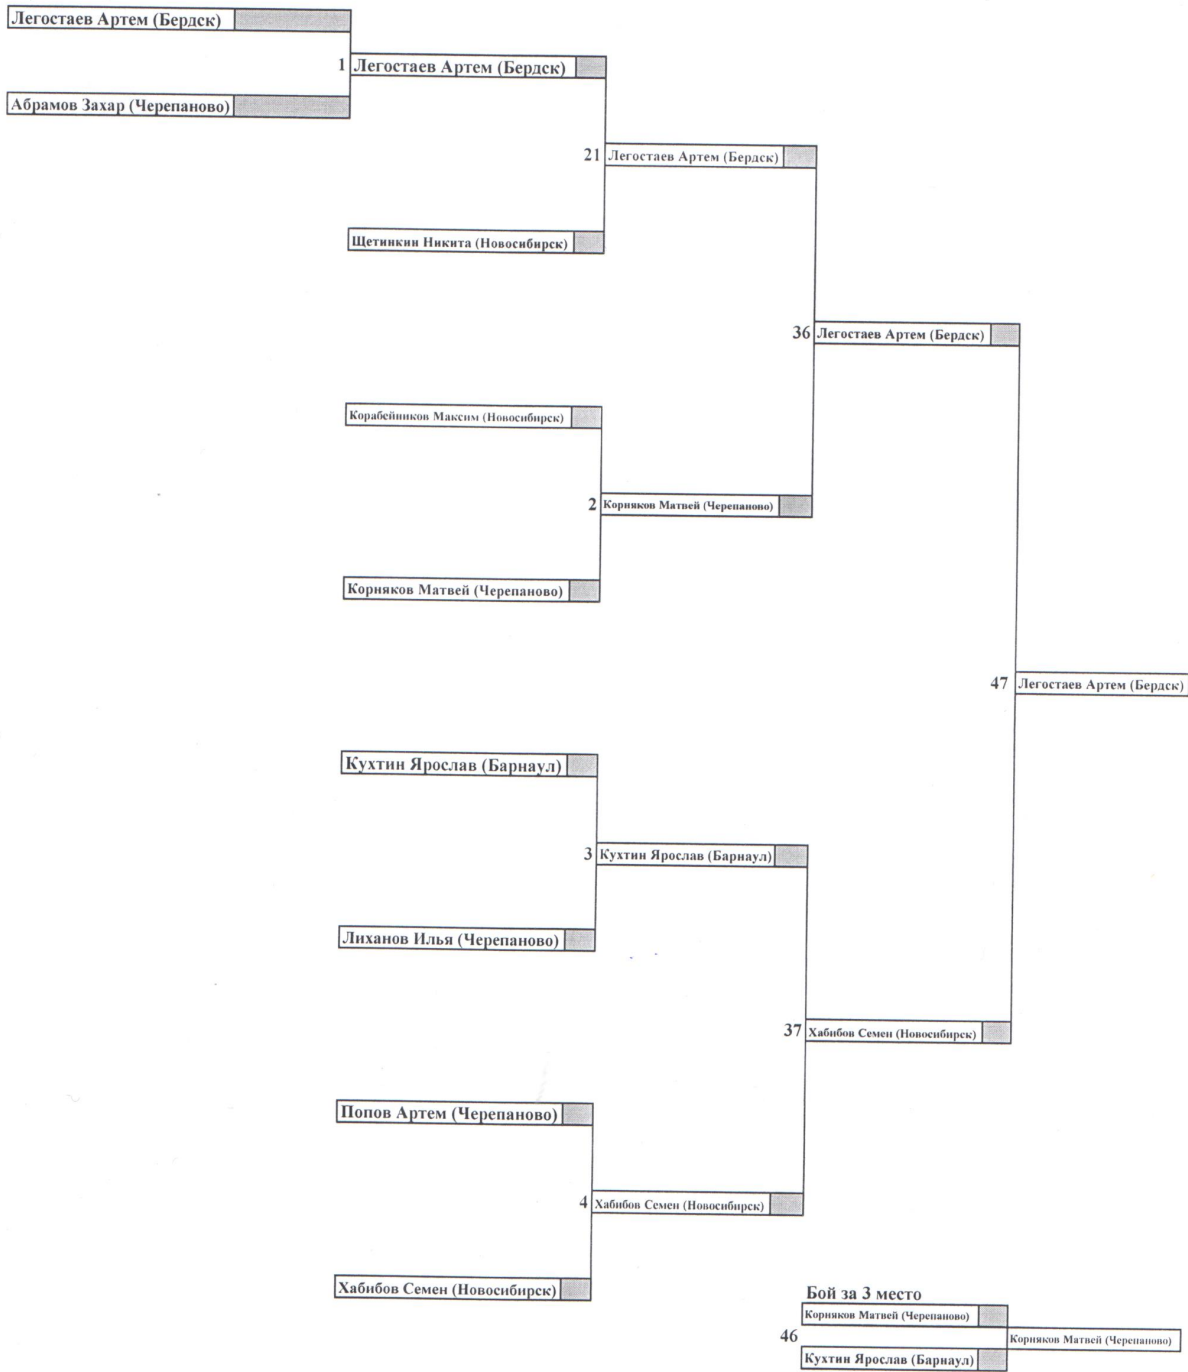 Легостаев Артем (Бердск)
1 Легостаев Артем (Бердск)
Абрамов Захар (Черепаново)
21 Легостаев Артем (Бердск)
Щетинкин Никита (Новосибирск)
36 Легостаев Артем (Бердск)
Корабейников Максим (Новосибирск)
2 Корняков Матвей (Черепаново)
Корняков Матвей (Черепаново)
47 Легостаев Артем (Бердск)
Кухтин Ярослав (Барнаул)
3 Кухтин Ярослав (Барнаул)
Лиханов Илья (Черепаново)
37 Хабибов Семен (Новосибирск)
Попов Артем (Черепаново)
4 Хабибов Семен (Новосибирск)
Хабибов Семен (Новосибирск)
Бой за 3 место
Корняков Матвей (Черепаново)
46 Корняков Матвей (Черепаново)
Кухтин Ярослав (Барнаул)